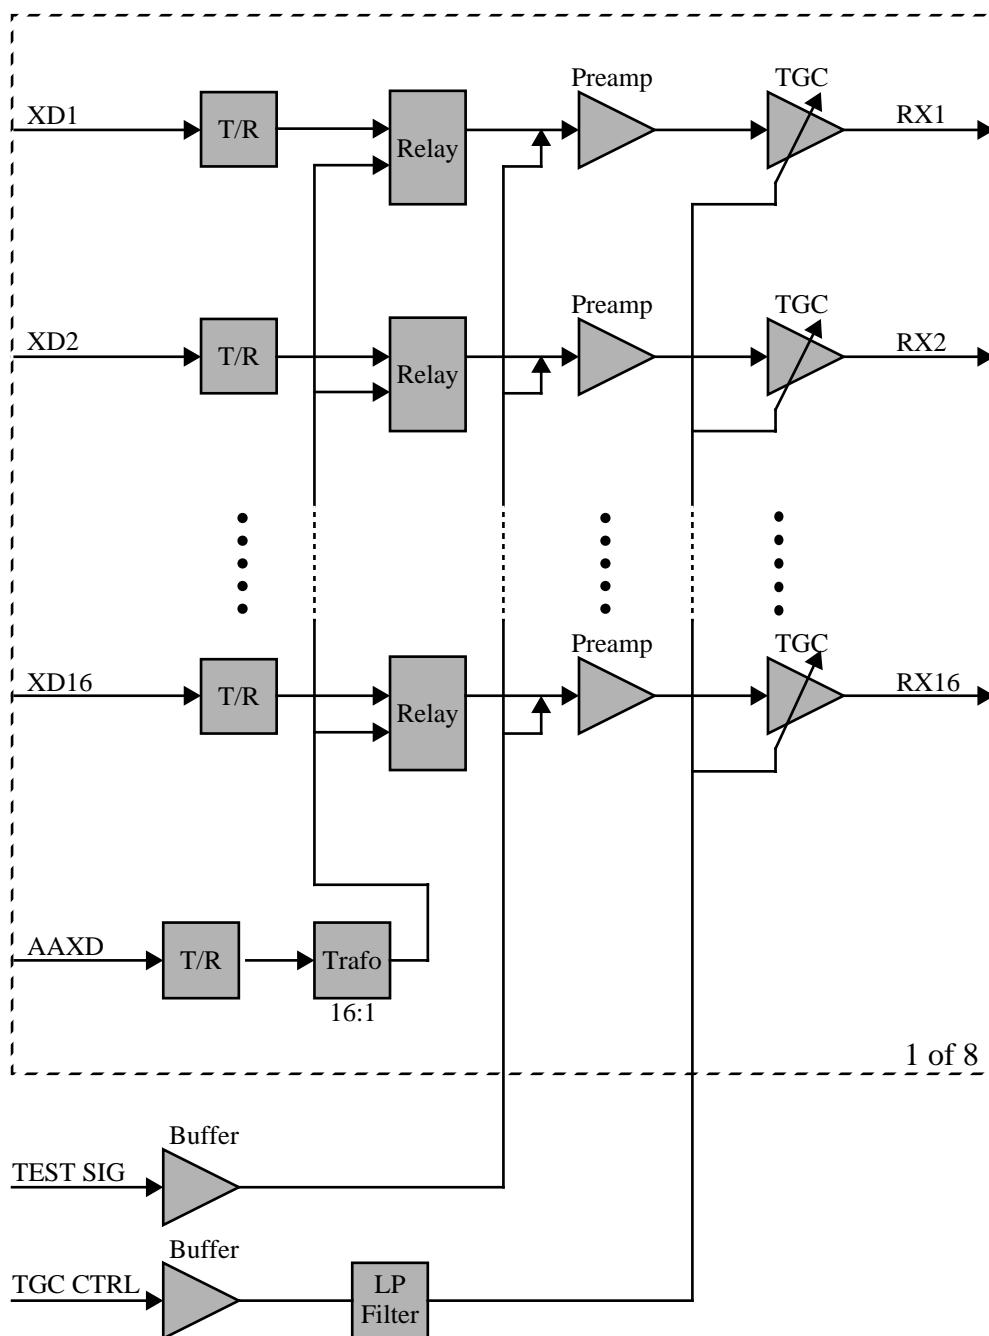 Preamp TGC
XD1 T/R Relay RX1
Preamp TGC
XD2 T/R Relay RX2
Preamp TGC
XD16 T/R Relay RX16
AAXD T/R Trafo
16:1
1 of 8
Buffer
TEST SIG
Buffer
TGC CTRL LP
Filter